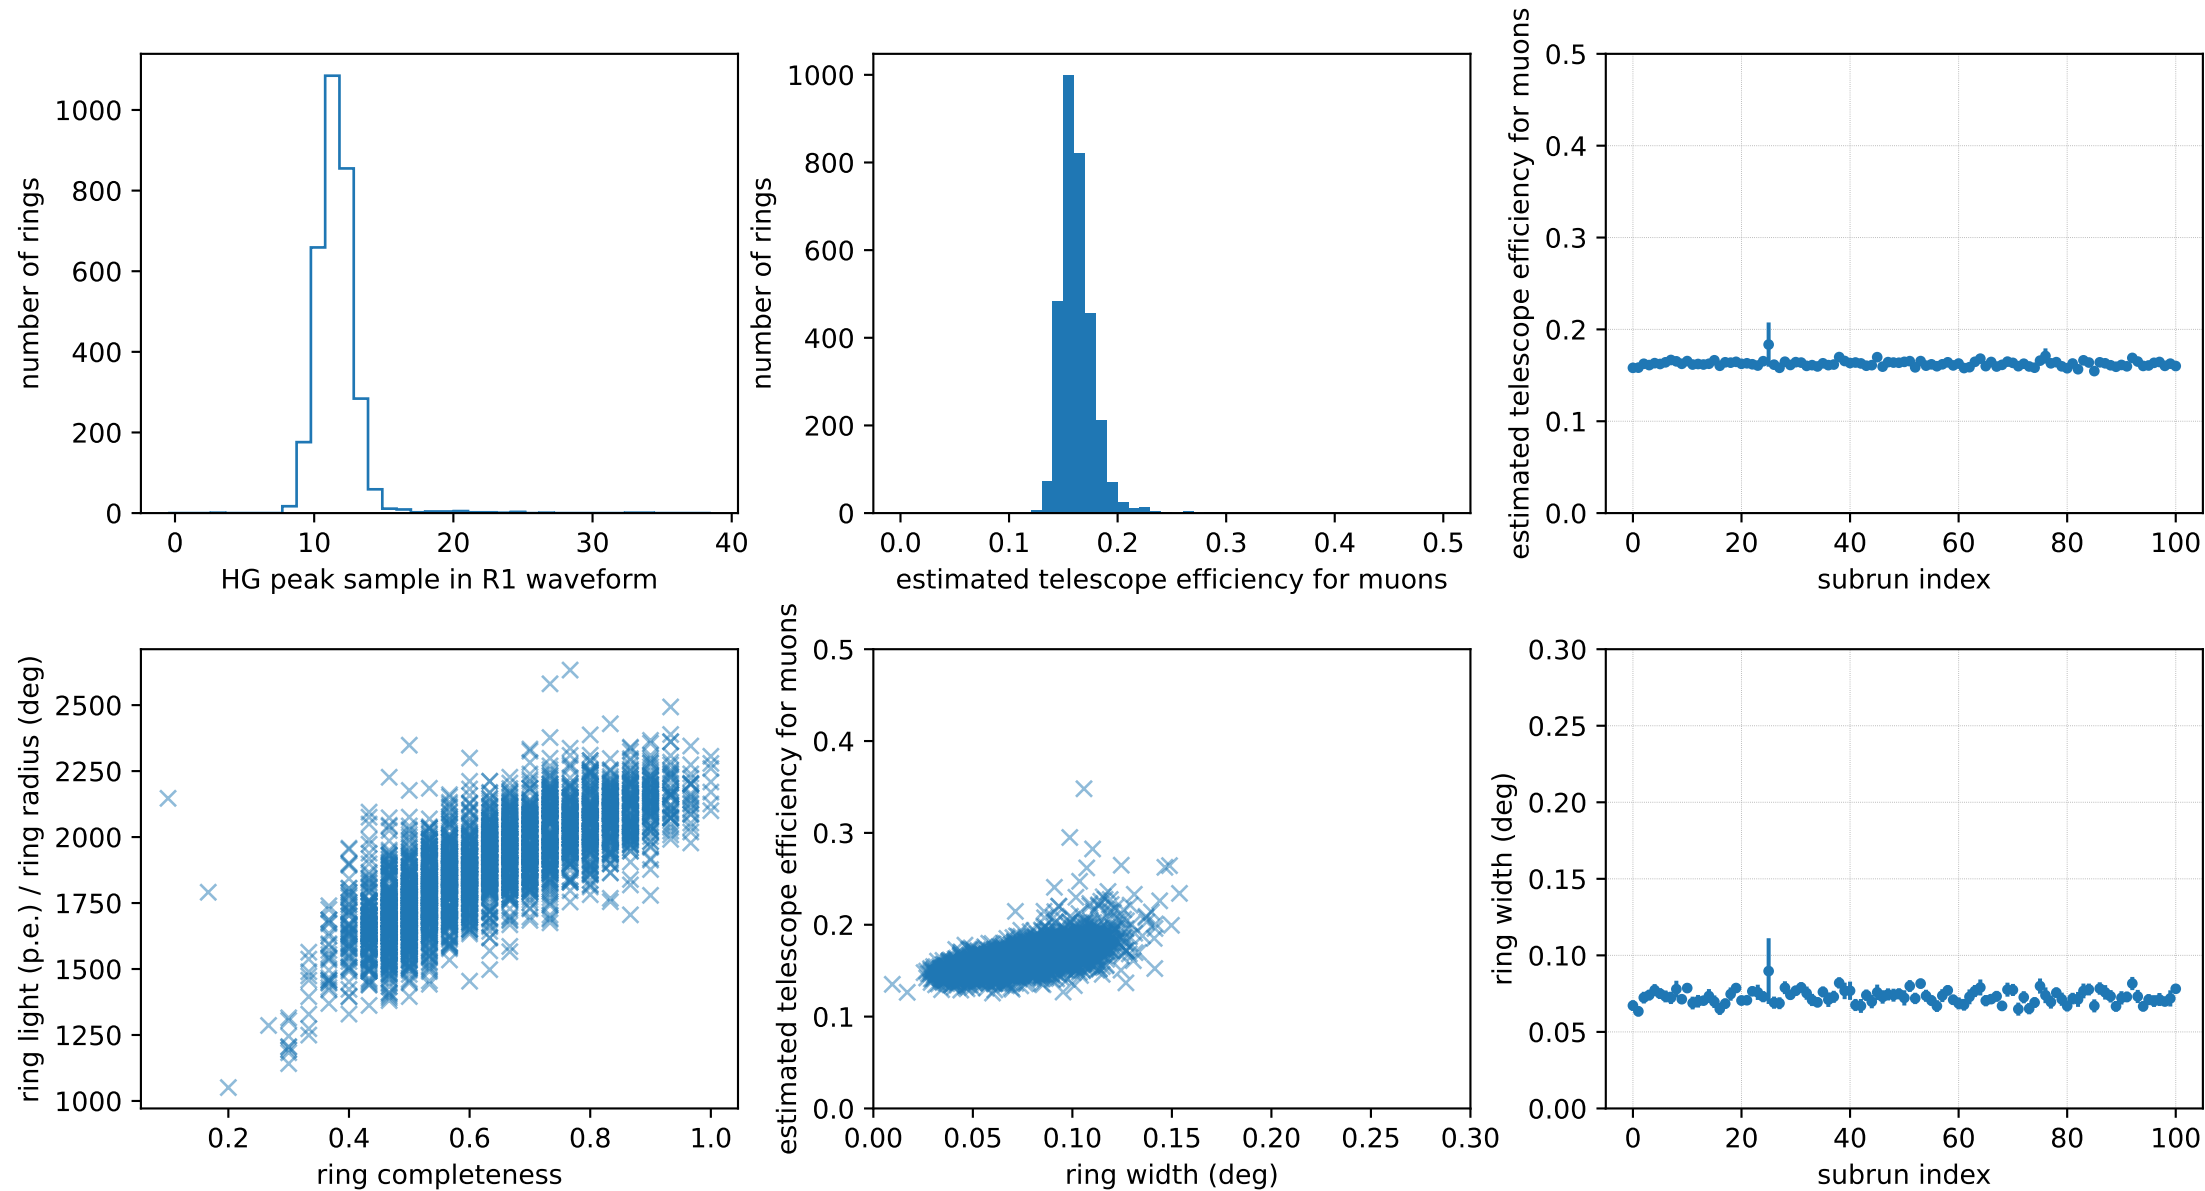 number of rings
1000
800
600
400
200
0
0 10 20 30 40
HG peak sample in R1 waveform
number of rings
1000
800
600
400
200
0
0.0 0.1 0.2 0.3 0.4 0.5
estimated telescope efficiency for muons
estimated telescope efficiency for muons
0.5
0.4
0.3
0.2
0.1
0.0
0 20 40 60 80 100
subrun index
ring light (p.e.) / ring radius (deg)
2500
2250
2000
1750
1500
1250
1000
0.2 0.4 0.6 0.8 1.0
ring completeness
estimated telescope efficiency for muons
0.5
0.4
0.3
0.2
0.1
0.0
0.00 0.05 0.10 0.15 0.20 0.25 0.30
ring width (deg)
ring width (deg)
0.30
0.25
0.20
0.15
0.10
0.05
0.00
0 20 40 60 80 100
subrun index